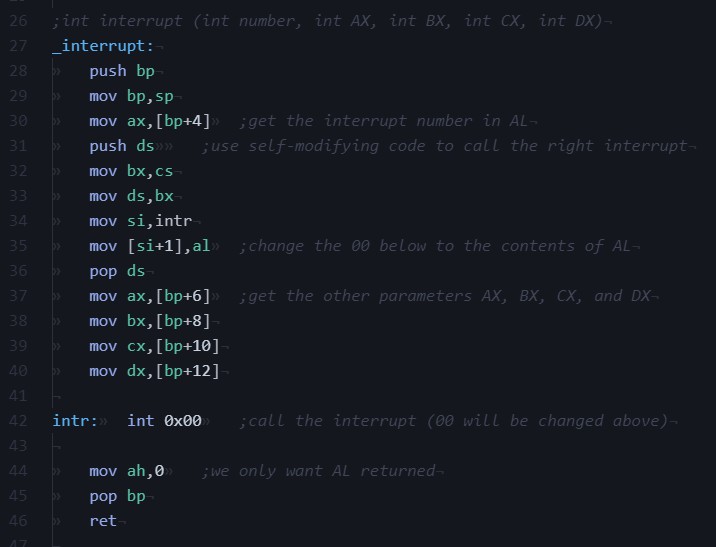 26 ;int interrupt (int number, int AX, int BX, int CX, int DX)¬
27 _interrupt:¬
28 » push bp¬
29 » mov bp,sp¬
30 » mov ax,[bp+4]» ;get the interrupt number in AL¬
31 » push ds»» ;use self-modifying code to call the right interrupt¬
32 » mov bx,cs¬
33 » mov ds,bx¬
34 » mov si,intr¬
35 » mov [si+1],al» ;change the 00 below to the contents of AL¬
36 » pop ds¬
37 » mov ax,[bp+6]» ;get the other parameters AX, BX, CX, and DX¬
38 » mov bx,[bp+8]¬
39 » mov cx,[bp+10]¬
40 » mov dx,[bp+12]¬
41 ¬
42 intr:» int 0x00» ;call the interrupt (00 will be changed above)¬
43 ¬
44 » mov ah,0» ;we only want AL returned¬
45 » pop bp¬
46 » ret¬
47 ¬